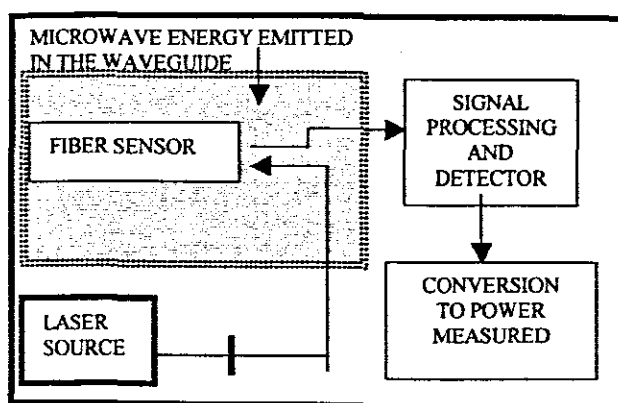 MICROWAVE ENERGY EMITTED
IN THE WAVEGUIDE
FIBER SENSOR
SIGNAL
PROCESSING
AND
DETECTOR
CONVERSION
TO POWER
MEASURED
LASER
SOURCE